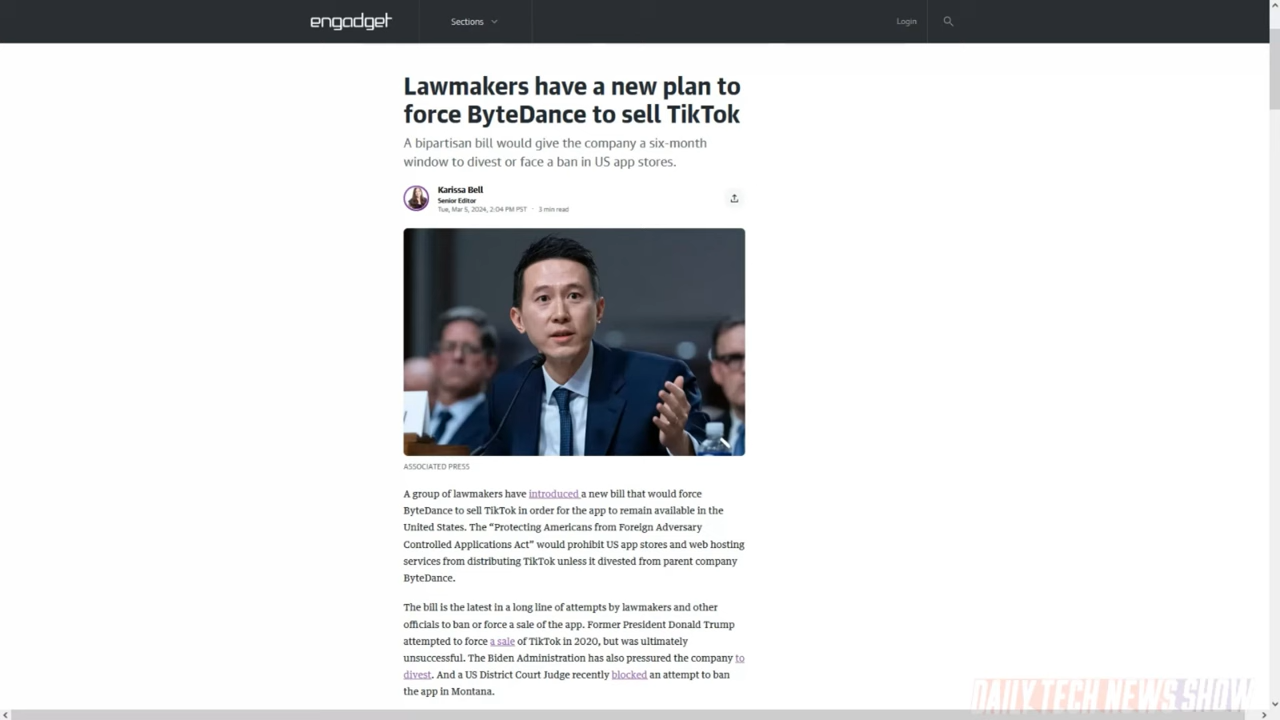 engadget
Sections
Login
Lawmakers have a new plan to
force ByteDance to sell TikTok
A bipartisan bill would give the company a six-month
window to divest or face a ban in US app stores.
Karissa Bell
Senior Editor
Tue, Mar 5, 2024, 2:04 PM PST · 3 min read
ASSOCIATED PRESS
A group of lawmakers have introduced a new bill that would force
ByteDance to sell TikTok in order for the app to remain available in the
United States. The “Protecting Americans from Foreign Adversary
Controlled Applications Act” would prohibit US app stores and web hosting
services from distributing TikTok unless it divested from parent company
ByteDance.
The bill is the latest in a long line of attempts by lawmakers and other
officials to ban or force a sale of the app. Former President Donald Trump
attempted to force a sale of TikTok in 2020, but was ultimately
unsuccessful. The Biden Administration has also pressured the company to
divest. And a US District Court Judge recently blocked an attempt to ban
the app in Montana.
DAILY TECH NEWS SHOW